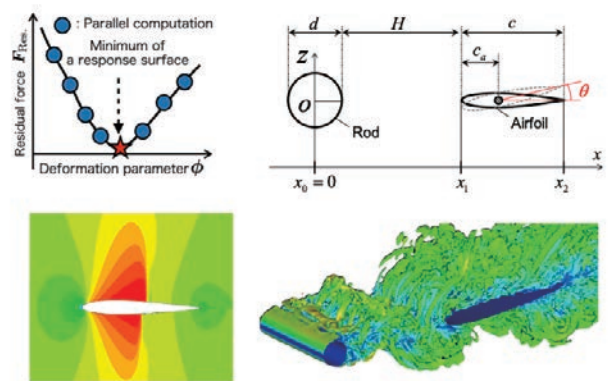 : Parallel computation
Minimum of
a response surface
Residual force F_Res.
Deformation parameter ϕ
d
H
c
c_a
z
θ
O
Rod
Airfoil
x
x_0 = 0
x_1
x_2